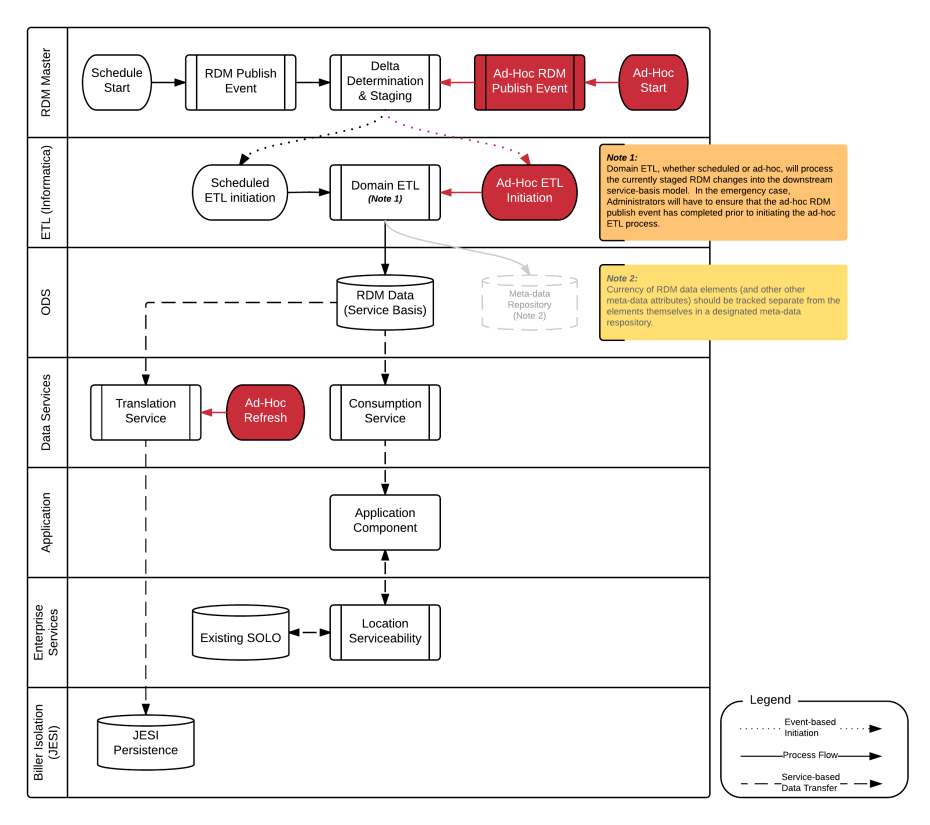 RDM Master
Schedule
Start
RDM Publish
Event
Delta
Determination
& Staging
Ad-Hoc RDM
Publish Event
Ad-Hoc
Start
ETL (Informatica)
Scheduled
ETL initiation
Domain ETL
(Note 1)
Ad-Hoc ETL
Initiation
Note 1:
Domain ETL, whether scheduled or ad-hoc, will process
the currently staged RDM changes into the downstream
service-basis model.  In the emergency case,
Administrators will have to ensure that the ad-hoc RDM
publish event has completed prior to initiating the ad-hoc
ETL process.
ODS
RDM Data
(Service Basis)
Meta-data
Repository
(Note 2)
Note 2:
Currency of RDM data elements (and other other
meta-data attributes) should be tracked separate from the
elements themselves in a designated meta-data
respository.
Data Services
Translation
Service
Ad-Hoc
Refresh
Consumption
Service
Application
Application
Component
Enterprise
Services
Existing SOLO
Location
Serviceability
Biller Isolation
(JESI)
JESI
Persistence
Legend
Event-based
Initiation
Process Flow
Service-based
Data Transfer